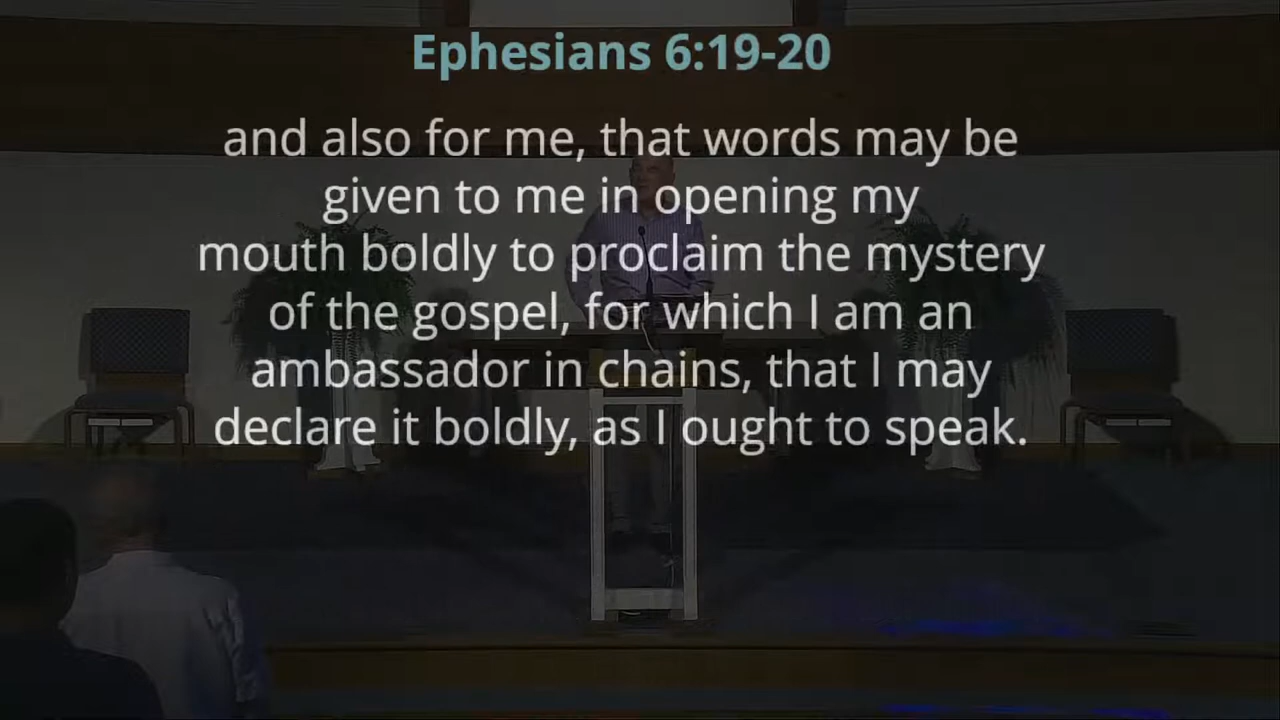 Ephesians 6:19-20
and also for me, that words may be
given to me in opening my
mouth boldly to proclaim the mystery
of the gospel, for which I am an
ambassador in chains, that I may
declare it boldly, as I ought to speak.